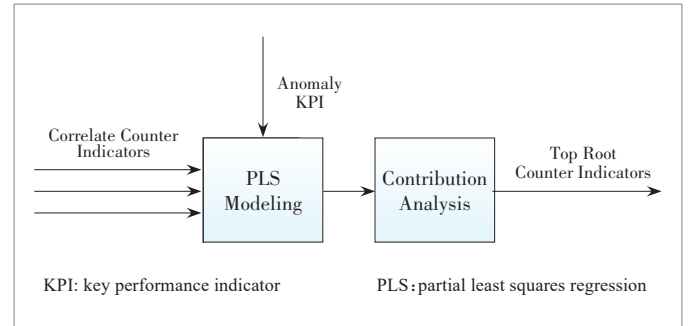 Anomaly
KPI
Correlate Counter
Indicators
PLS
Modeling
Contribution
Analysis
Top Root
Counter Indicators
KPI: key performance indicator
PLS:partial least squares regression